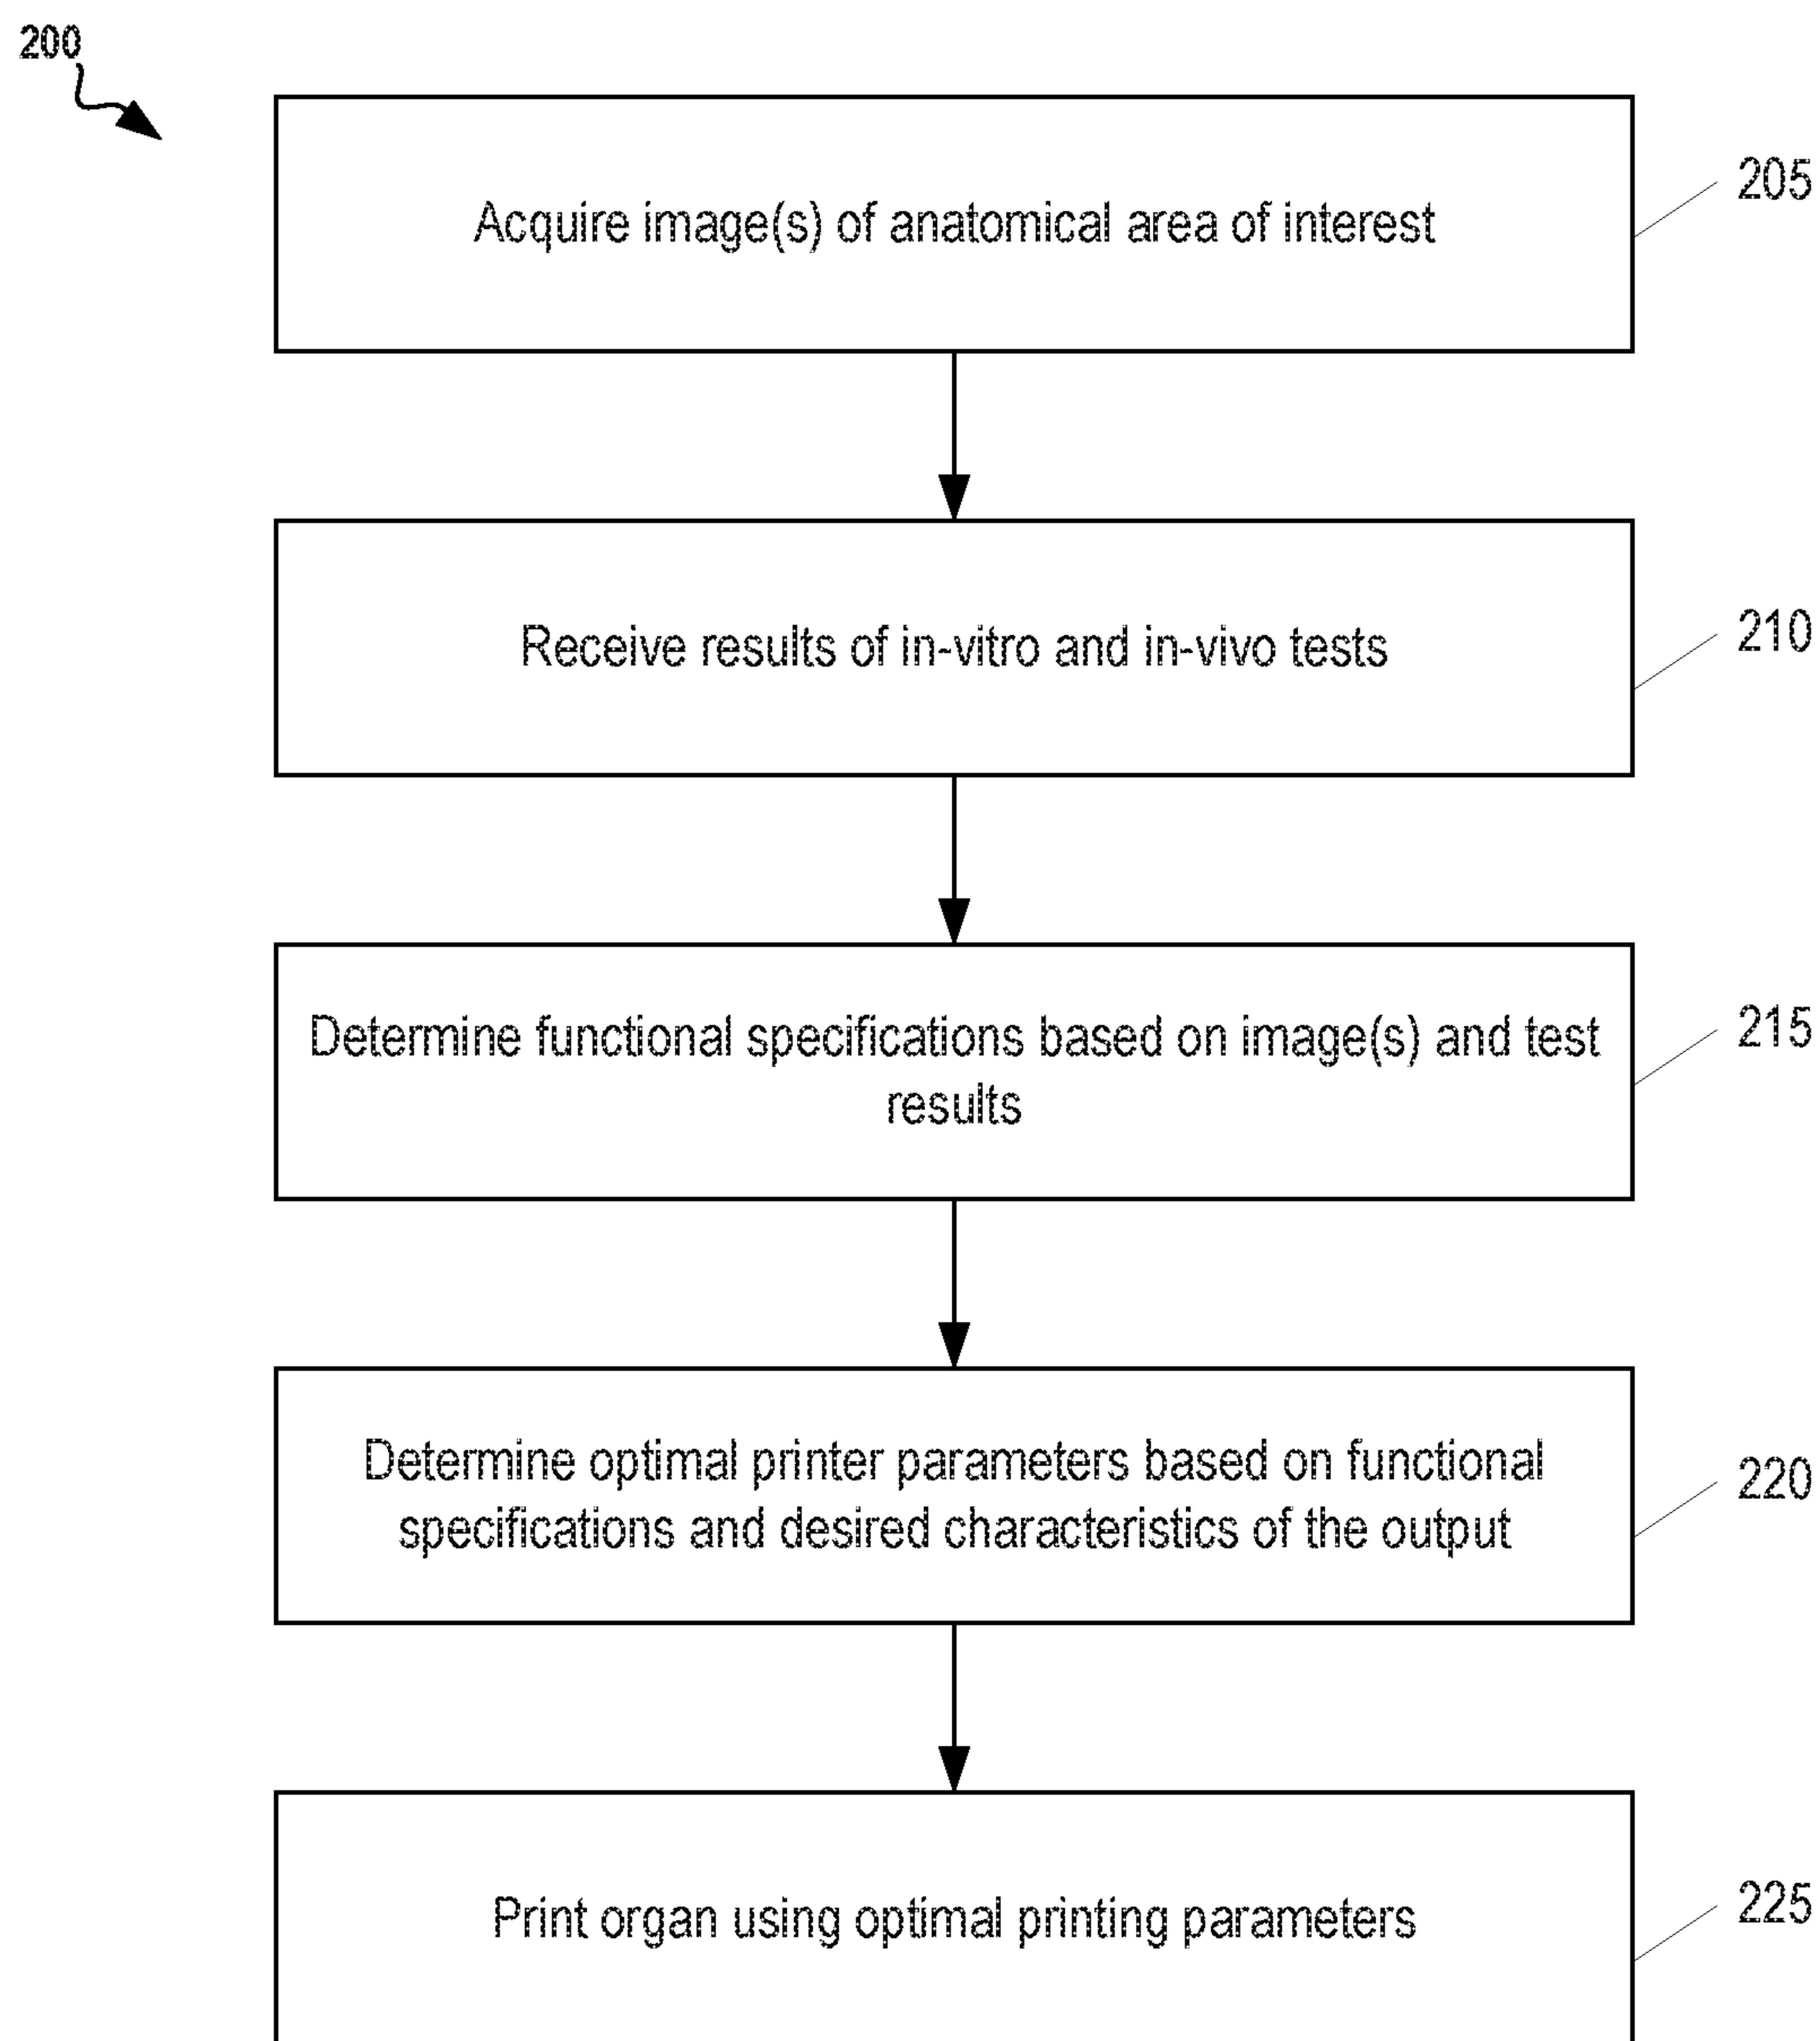 200
Acquire image(s) of anatomical area of interest
205
Receive results of in-vitro and in-vivo tests
210
Determine functional specifications based on image(s) and test
results
215
Determine optimal printer parameters based on functional
specifications and desired characteristics of the output
220
Print organ using optimal printing parameters
225